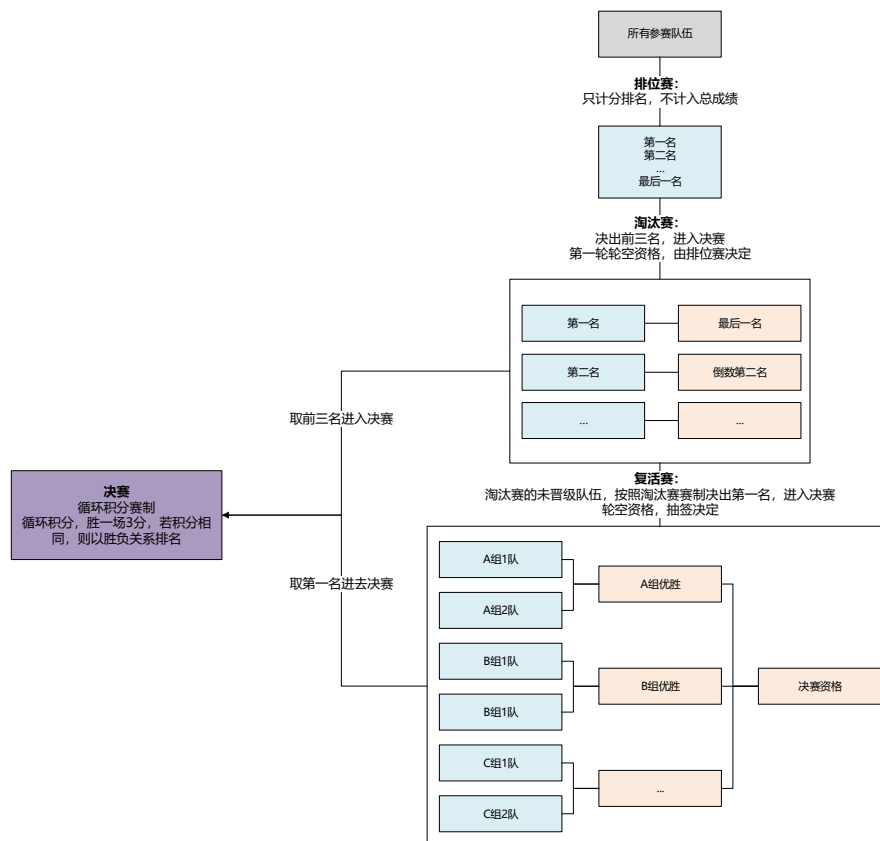 所有参赛队伍
排位赛：
只计分排名，不计入总成绩
第一名
第二名
...
最后一名
淘汰赛：
决出前三名，进入决赛
第一轮轮空资格，由排位赛决定
第一名
最后一名
第二名
倒数第二名
...
...
取前三名进入决赛
复活赛：
淘汰赛的未晋级队伍，按照淘汰赛赛制决出第一名，进入决赛
轮空资格，抽签决定
决赛
循环积分赛制
循环积分，胜一场3分，若积分相
同，则以胜负关系排名
取第一名进去决赛
A组1队
A组2队
A组优胜
B组1队
B组1队
B组优胜
决赛资格
C组1队
C组2队
...